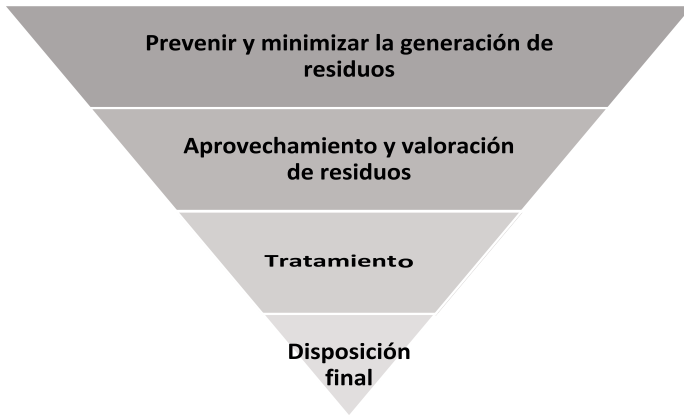 Prevenir y minimizar la generación de
residuos
Aprovechamiento y valoración
de residuos
Tratamiento
Disposición
final